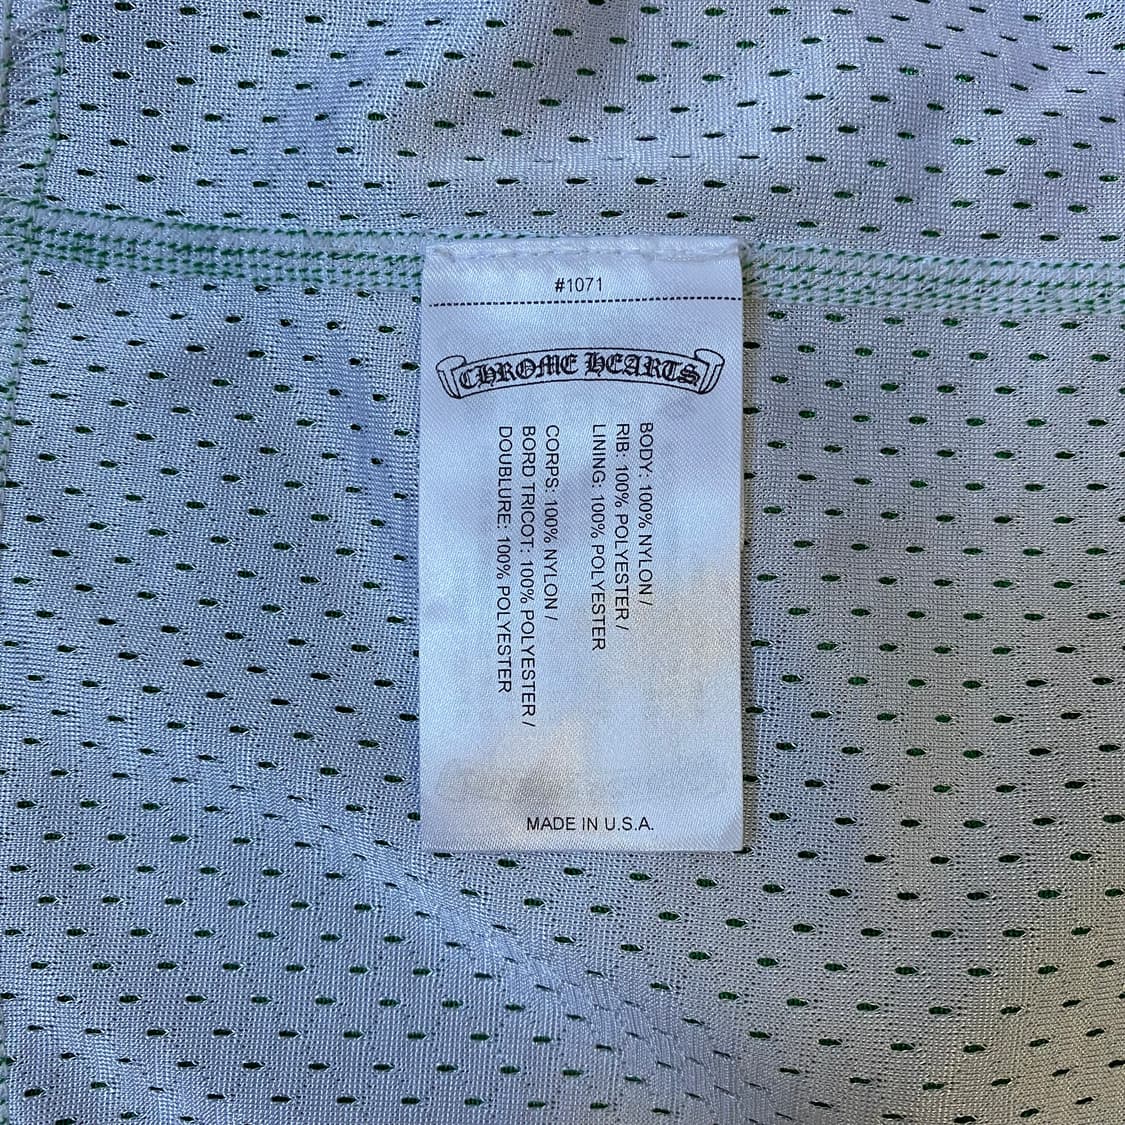 #1071
CHROME HEARTS
BODY: 100% NYLON /
RIB: 100% POLYESTER /
LINING: 100% POLYESTER
CORPS: 100% NYLON /
BORD TRICOT: 100% POLYESTER /
DOUBLURE: 100% POLYESTER
MADE IN U.S.A.